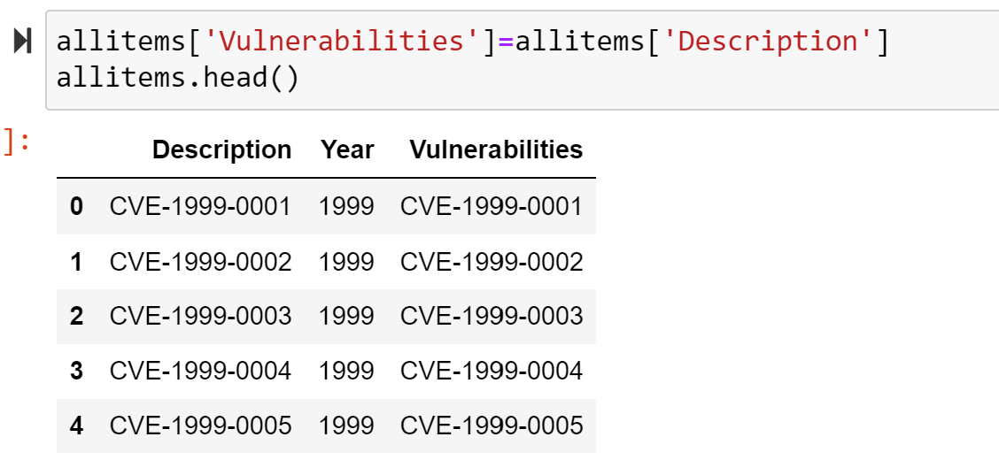 allitems['Vulnerabilities']=allitems['Description']
allitems.head()
]:
Description Year Vulnerabilities
0 CVE-1999-0001 1999 CVE-1999-0001
1 CVE-1999-0002 1999 CVE-1999-0002
2 CVE-1999-0003 1999 CVE-1999-0003
3 CVE-1999-0004 1999 CVE-1999-0004
4 CVE-1999-0005 1999 CVE-1999-0005